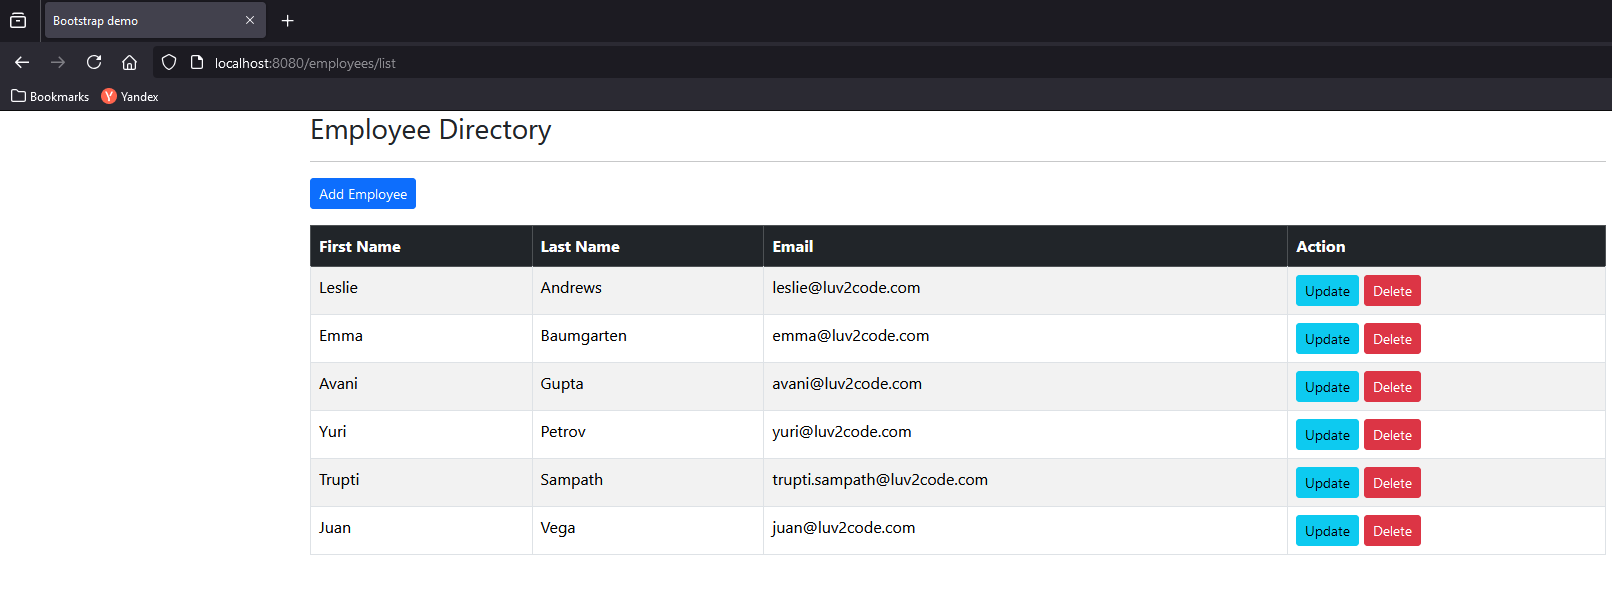 Bootstrap demo
localhost:8080/employees/list
Bookmarks Yandex
Employee Directory
Add Employee
First Name Last Name Email Action
Leslie Andrews leslie@luv2code.com Update Delete
Emma Baumgarten emma@luv2code.com Update Delete
Avani Gupta avani@luv2code.com Update Delete
Yuri Petrov yuri@luv2code.com Update Delete
Trupti Sampath trupti.sampath@luv2code.com Update Delete
Juan Vega juan@luv2code.com Update Delete